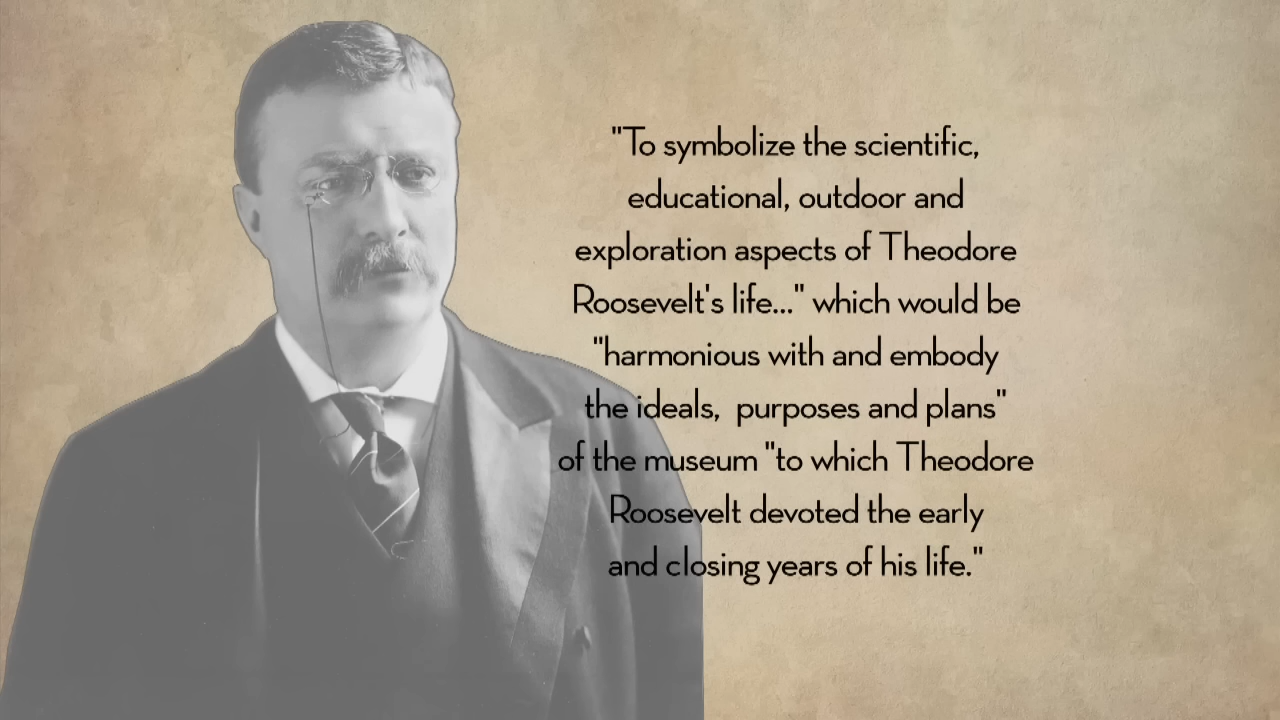 "To symbolize the scientific,
educational, outdoor and
exploration aspects of Theodore
Roosevelt's life..." which would be
"harmonious with and embody
the ideals,  purposes and plans"
of the museum "to which Theodore
Roosevelt devoted the early
and closing years of his life."